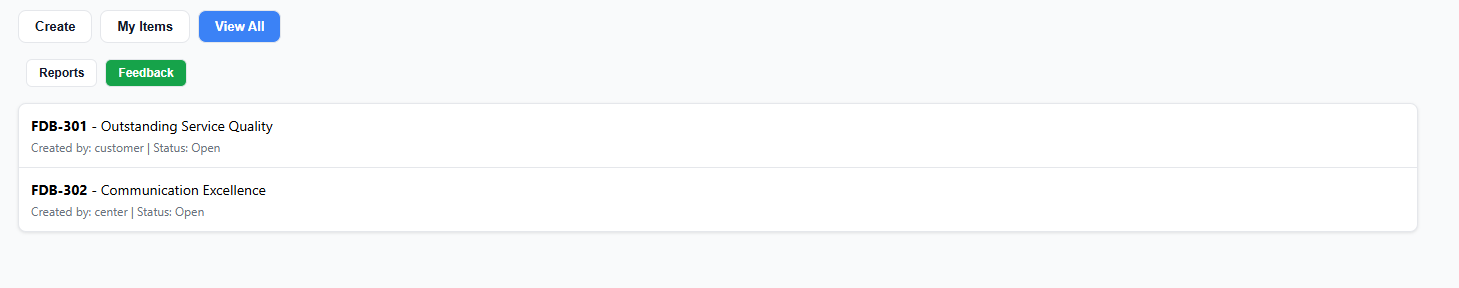 Create My Items View All
Reports Feedback
FDB-301 - Outstanding Service Quality
Created by: customer | Status: Open
FDB-302 - Communication Excellence
Created by: center | Status: Open